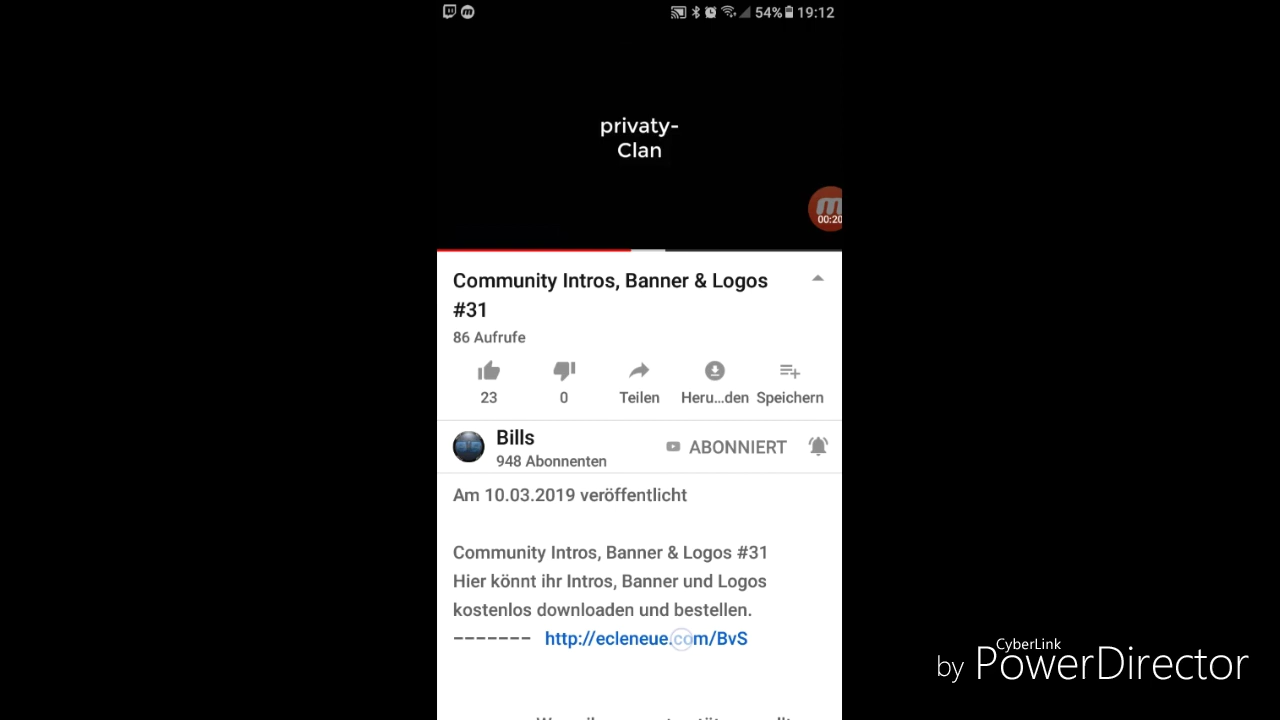 54% 19:12
privaty-
Clan
00:20
Community Intros, Banner & Logos
#31
86 Aufrufe
23
0
Teilen
Heru...den
Speichern
Bills
948 Abonnenten
ABONNIERT
Am 10.03.2019 veröffentlicht
Community Intros, Banner & Logos #31
Hier könnt ihr Intros, Banner und Logos
kostenlos downloaden und bestellen.
------- http://ecleneue.com/BvS
CyberLink
by PowerDirector